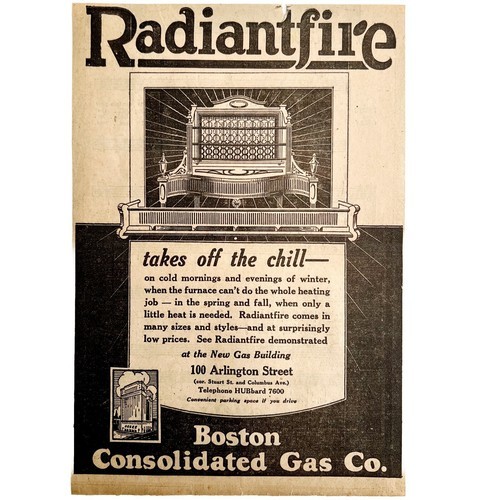 Radiantfire
takes off the chill—
on cold mornings and evenings of winter,
when the furnace can't do the whole heating
job — in the spring and fall, when only a
little heat is needed. Radiantfire comes in
many sizes and styles—and at surprisingly
low prices. See Radiantfire demonstrated
at the New Gas Building
100 Arlington Street
(cor. Stuart St. and Columbus Ave.)
Telephone HUBbard 7600
Convenient parking space if you drive
Boston
Consolidated Gas Co.